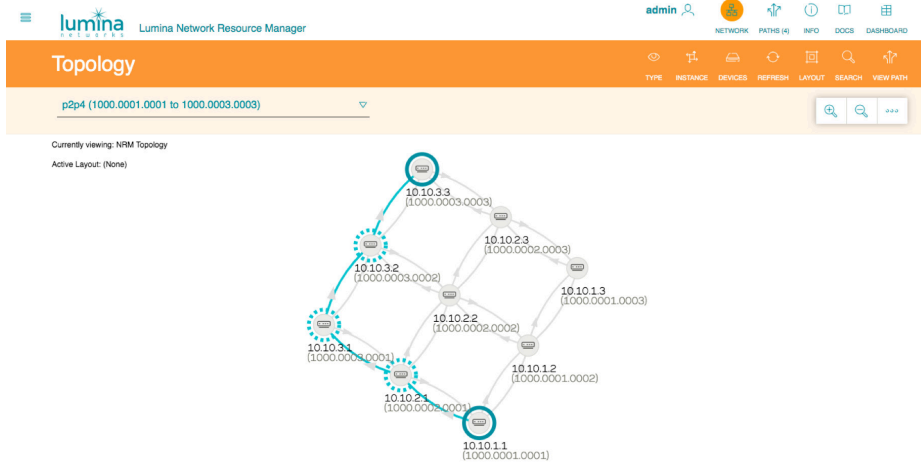 lumina
networks
Lumina Network Resource Manager
admin
NETWORK
PATHS (4)
INFO
DOCS
DASHBOARD
Topology
TYPE
INSTANCE
DEVICES
REFRESH
LAYOUT
SEARCH
VIEW PATH
p2p4 (1000.0001.0001 to 1000.0003.0003)
Currently viewing: NRM Topology
Active Layout: (None)
10.10.3.3
(1000.0003.0003)
10.10.2.3
(1000.0002.0003)
10.10.3.2
(1000.0003.0002)
10.10.1.3
(1000.0001.0003)
10.10.2.2
(1000.0002.0002)
10.10.3.1
(1000.0003.0001)
10.10.1.2
(1000.0001.0002)
10.10.2.1
(1000.0002.0001)
10.10.1.1
(1000.0001.0001)